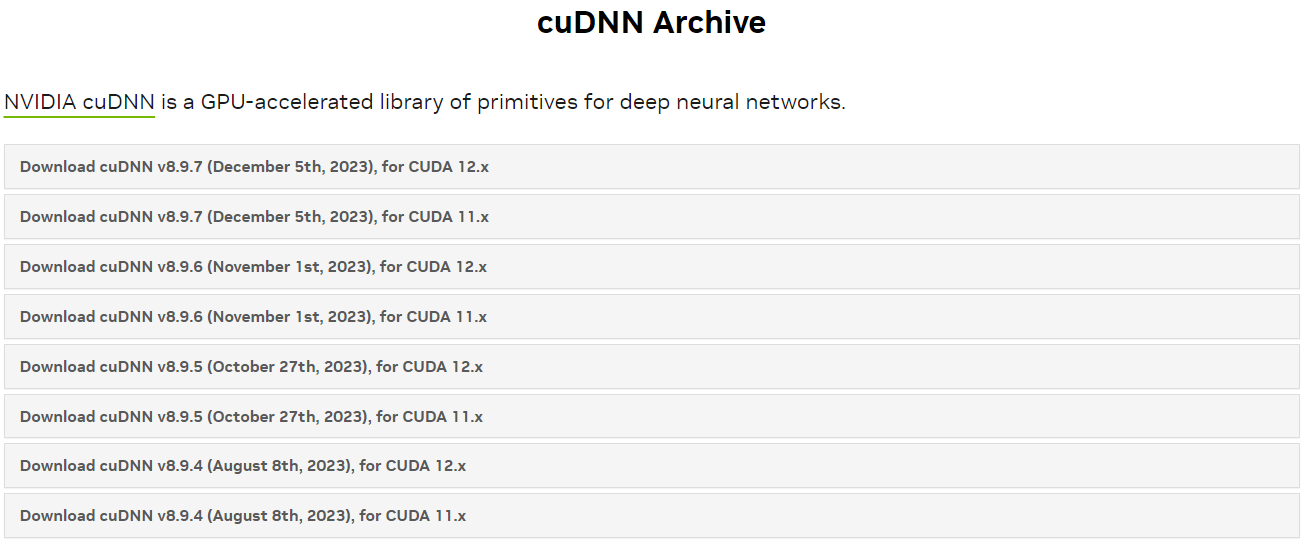 cuDNN Archive
NVIDIA cuDNN is a GPU-accelerated library of primitives for deep neural networks.
Download cuDNN v8.9.7 (December 5th, 2023), for CUDA 12.x
Download cuDNN v8.9.7 (December 5th, 2023), for CUDA 11.x
Download cuDNN v8.9.6 (November 1st, 2023), for CUDA 12.x
Download cuDNN v8.9.6 (November 1st, 2023), for CUDA 11.x
Download cuDNN v8.9.5 (October 27th, 2023), for CUDA 12.x
Download cuDNN v8.9.5 (October 27th, 2023), for CUDA 11.x
Download cuDNN v8.9.4 (August 8th, 2023), for CUDA 12.x
Download cuDNN v8.9.4 (August 8th, 2023), for CUDA 11.x